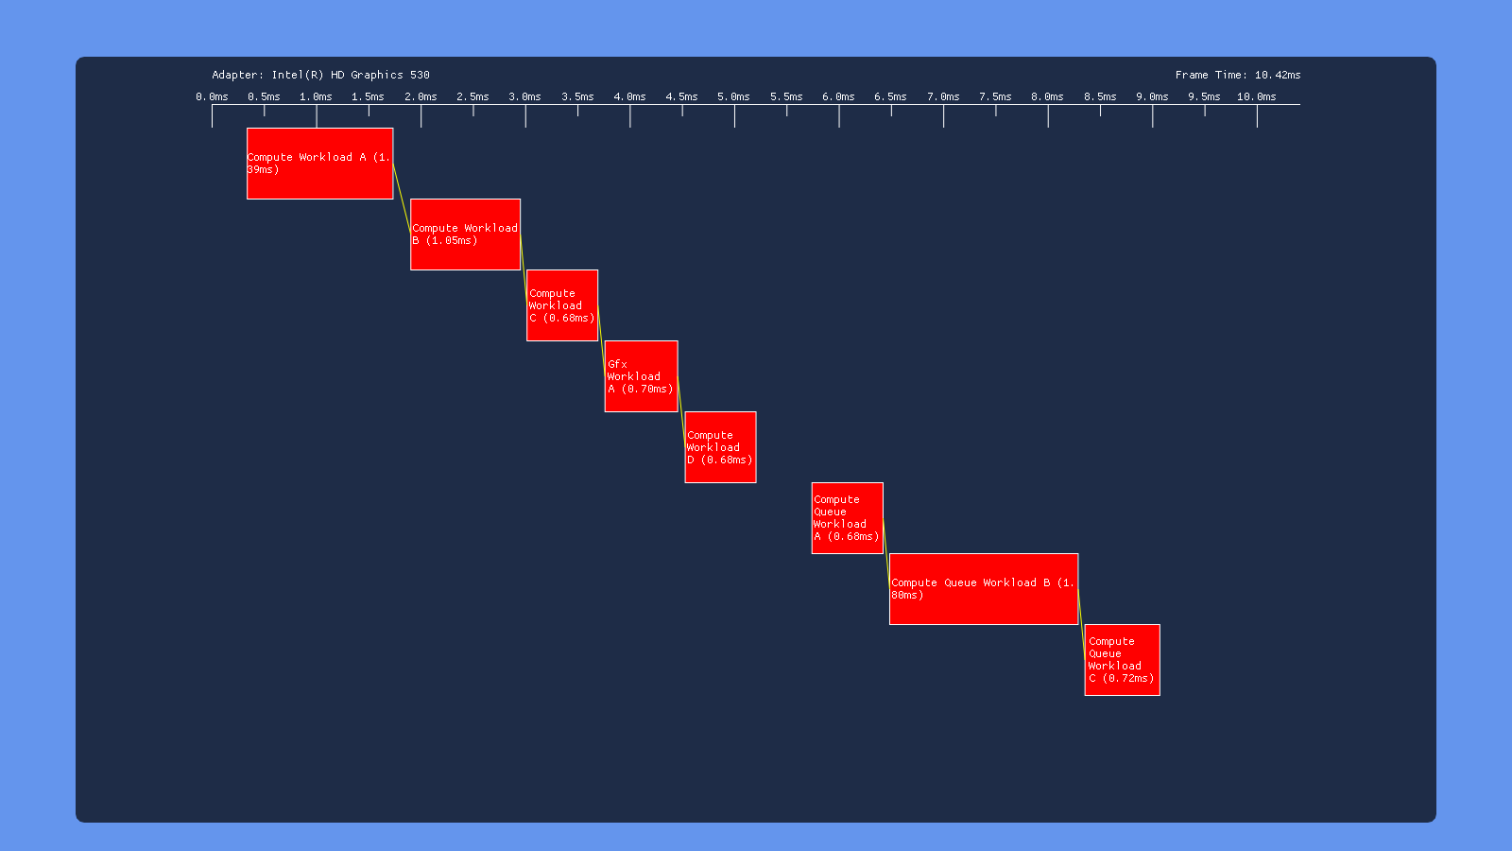 Adapter: Intel(R) HD Graphics 530
Frame Time: 10.42ms
0.0ms 0.5ms 1.0ms 1.5ms 2.0ms 2.5ms 3.0ms 3.5ms 4.0ms 4.5ms 5.0ms 5.5ms 6.0ms 6.5ms 7.0ms 7.5ms 8.0ms 8.5ms 9.0ms 9.5ms 10.0ms
Compute Workload A (1.
39ms)
Compute Workload
B (1.05ms)
Compute
Workload
C (0.68ms)
Gfx
Workload
A (0.70ms)
Compute
Workload
D (0.68ms)
Compute
Queue
Workload
A (0.68ms)
Compute Queue Workload B (1.
80ms)
Compute
Queue
Workload
C (0.72ms)